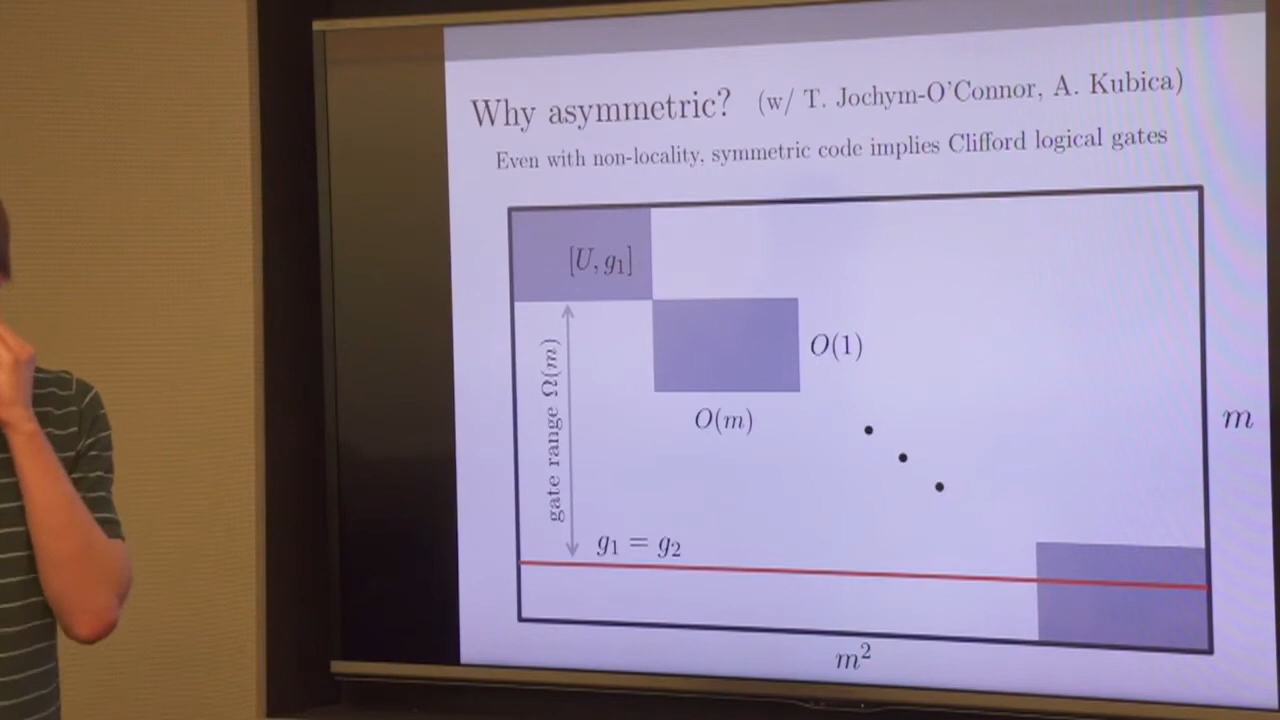 Why asymmetric? (w/ T. Jochym-O'Connor, A. Kubica)
Even with non-locality, symmetric code implies Clifford logical gates
[U, g₁]
O(1)
gate range Ω(m)
O(m)
m
g₁ = g₂
m²